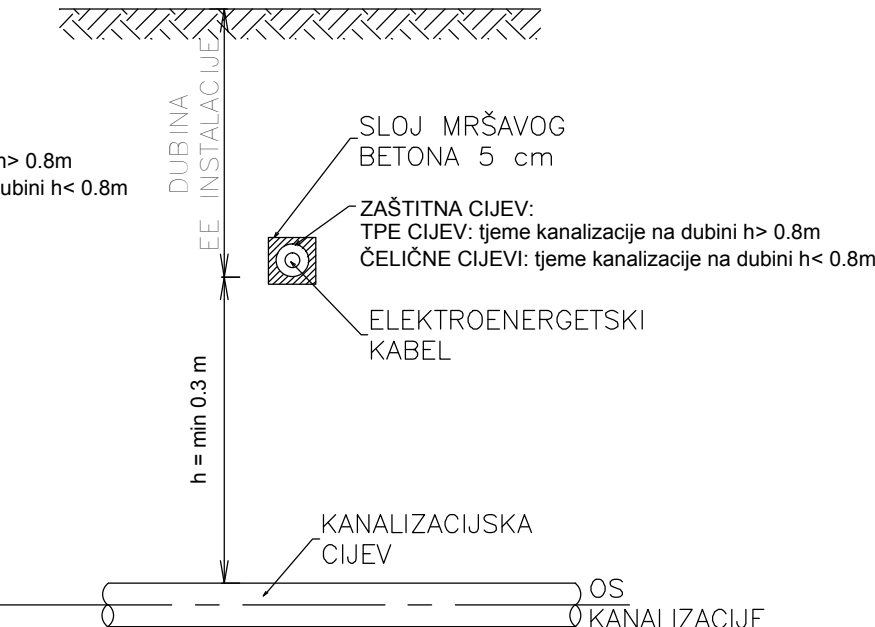 h> 0.8m
ubini h< 0.8m
DUBINA
EE INSTALACIJE
SLOJ MRŠAVOG
BETONA 5 cm
ZAŠTITNA CIJEV:
TPE CIJEV: tjeme kanalizacije na dubini h> 0.8m
ČELIČNE CIJEVI: tjeme kanalizacije na dubini h< 0.8m
ELEKTROENERGETSKI
KABEL
h = min 0.3 m
KANALIZACIJSKA
CIJEV
OS
KANALIZACIJE